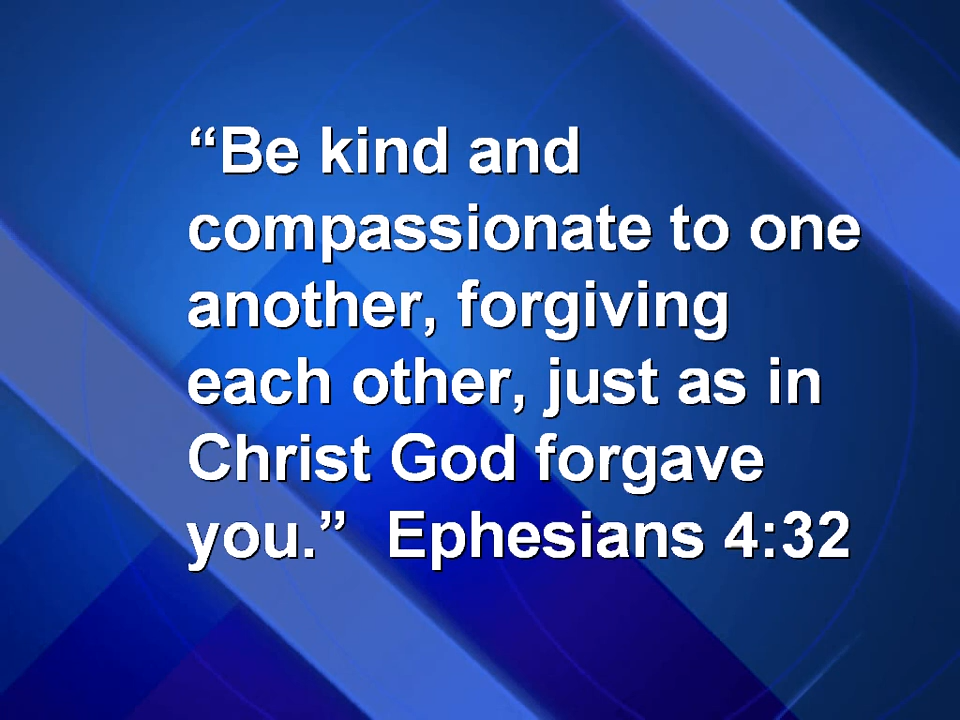 “Be kind and
compassionate to one
another, forgiving
each other, just as in
Christ God forgave
you.”  Ephesians 4:32